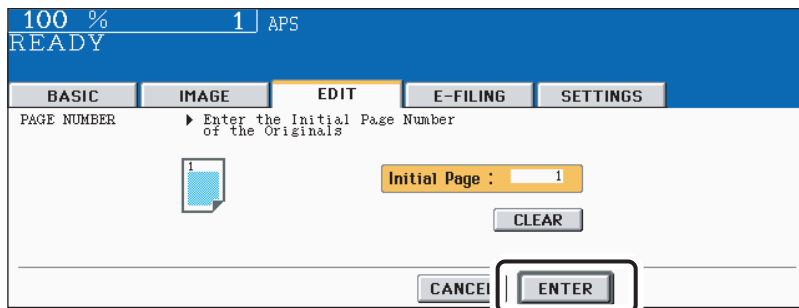 100 % 1 APS
READY
BASIC IMAGE EDIT E-FILING SETTINGS
PAGE NUMBER ▶ Enter the Initial Page Number
of the Originals
1
Initial Page : 1
CLEAR
CANCEL ENTER